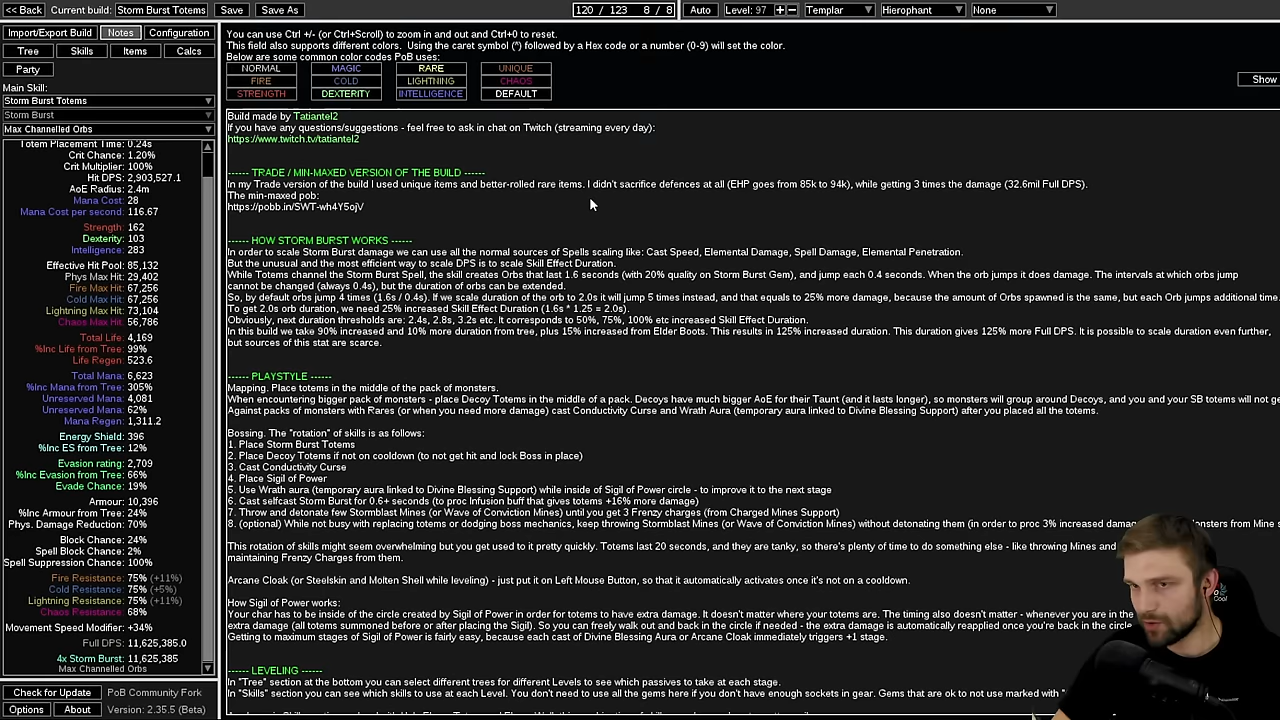 << Back Current build: Storm Burst Totems Save Save As 120 / 123 8 / 8 Auto Level: 97 Templar Hierophant None
Import/Export Build Notes Configuration
Tree Skills Items Calcs
Party
Main Skill:
Storm Burst Totems
Storm Burst
Max Channelled Orbs
Totem Placement Time: 0.24s
Crit Chance: 1.20%
Crit Multiplier: 100%
Hit DPS: 2,903,527.1
AoE Radius: 2.4m
Mana Cost: 28
Mana Cost per second: 116.67
Strength: 162
Dexterity: 103
Intelligence: 283
Effective Hit Pool: 85,132
Phys Max Hit: 29,402
Fire Max Hit: 67,256
Cold Max Hit: 67,256
Lightning Max Hit: 73,104
Chaos Max Hit: 56,786
Total Life: 4,169
%Inc Life from Tree: 99%
Life Regen: 523.6
Total Mana: 6,623
%Inc Mana from Tree: 305%
Unreserved Mana: 4,081
Unreserved Mana: 62%
Mana Regen: 1,311.2
Energy Shield: 396
%Inc ES from Tree: 12%
Evasion rating: 2,709
%Inc Evasion from Tree: 66%
Evade Chance: 19%
Armour: 10,396
%Inc Armour from Tree: 24%
Phys. Damage Reduction: 70%
Block Chance: 24%
Spell Block Chance: 2%
Spell Suppression Chance: 100%
Fire Resistance: 75% (+11%)
Cold Resistance: 75% (+5%)
Lightning Resistance: 75% (+11%)
Chaos Resistance: 68%
Movement Speed Modifier: +34%
Full DPS: 11,625,385.0
4x Storm Burst: 11,625,385
Max Channelled Orbs
Check for Update PoB Community Fork
Options About Version: 2.35.5 (Beta)
You can use Ctrl +/- (or Ctrl+Scroll) to zoom in and out and Ctrl+0 to reset.
This field also supports different colors. Using the caret symbol (^) followed by a Hex code or a number (0-9) will set the color.
Below are some common color codes PoB uses:
NORMAL MAGIC RARE UNIQUE
FIRE COLD LIGHTNING CHAOS
STRENGTH DEXTERITY INTELLIGENCE DEFAULT
Show
Build made by Tatiantel2
If you have any questions/suggestions - feel free to ask in chat on Twitch (streaming every day):
https://www.twitch.tv/tatiantel2
------ TRADE / MIN-MAXED VERSION OF THE BUILD ------
In my Trade version of the build I used unique items and better-rolled rare items. I didn't sacrifice defences at all (EHP goes from 85k to 94k), while getting 3 times the damage (32.6mil Full DPS).
The min-maxed pob:
https://pobb.in/SWT-wh4Y5ojV
------ HOW STORM BURST WORKS ------
In order to scale Storm Burst damage we can use all the normal sources of Spells scaling like: Cast Speed, Elemental Damage, Spell Damage, Elemental Penetration.
But the unusual and the most efficient way to scale DPS is to scale Skill Effect Duration.
While Totems channel the Storm Burst Spell, the skill creates Orbs that last 1.6 seconds (with 20% quality on Storm Burst Gem), and jump each 0.4 seconds. When the orb jumps it does damage. The intervals at which orbs jump
cannot be changed (always 0.4s), but the duration of orbs can be extended.
So, by default orbs jump 4 times (1.6s / 0.4s). If we scale duration of the orb to 2.0s it will jump 5 times instead, and that equals to 25% more damage, because the amount of Orbs spawned is the same, but each Orb jumps additional time.
To get 2.0s orb duration, we need 25% increased Skill Effect Duration (1.6s * 1.25 = 2.0s).
Obviously, next duration thresholds are: 2.4s, 2.8s, 3.2s etc. It corresponds to 50%, 75%, 100% etc increased Skill Effect Duration.
In this build we take 90% increased and 10% more duration from tree, plus 15% increased from Elder Boots. This results in 125% increased duration. This duration gives 125% more Full DPS. It is possible to scale duration even further,
but sources of this stat are scarce.
------ PLAYSTYLE ------
Mapping. Place totems in the middle of the pack of monsters.
When encountering bigger pack of monsters - place Decoy Totems in the middle of a pack. Decoys have much bigger AoE for their Taunt (and it lasts longer), so monsters will group around Decoys, and you and your SB totems will not ge
Against packs of monsters with Rares (or when you need more damage) cast Conductivity Curse and Wrath Aura (temporary aura linked to Divine Blessing Support) after you placed all the totems.
Bossing. The "rotation" of skills is as follows:
1. Place Storm Burst Totems
2. Place Decoy Totems if not on cooldown (to not get hit and lock Boss in place)
3. Cast Conductivity Curse
4. Place Sigil of Power
5. Use Wrath aura (temporary aura linked to Divine Blessing Support) while inside of Sigil of Power circle - to improve it to the next stage
6. Cast selfcast Storm Burst for 0.6+ seconds (to proc Infusion buff that gives totems +16% more damage)
7. Throw and detonate few Stormblast Mines (or Wave of Conviction Mines) until you get 3 Frenzy charges (from Charged Mines Support)
8. (optional) While not busy with replacing totems or dodging boss mechanics, keep throwing Stormblast Mines (or Wave of Conviction Mines) without detonating them (in order to proc 3% increased dama onsters from Mine s
This rotation of skills might seem overwhelming but you get used to it pretty quickly. Totems last 20 seconds, and they are tanky, so there's plenty of time to do something else - like throwing Mines and
maintaining Frenzy Charges from them.
Arcane Cloak (or Steelskin and Molten Shell while leveling) - just put it on Left Mouse Button, so that it automatically activates once it's not on a cooldown.
How Sigil of Power works:
Your char has to be inside of the circle created by Sigil of Power in order for totems to have extra damage. It doesn't matter where your totems are. The timing also doesn't matter - whenever you are in the
extra damage (all totems summoned before or after placing the Sigil). So you can freely walk out and back in the circle if needed - the extra damage is automatically reapplied once you're back in the circle
Getting to maximum stages of Sigil of Power is fairly easy, because each cast of Divine Blessing Aura or Arcane Cloak immediately triggers +1 stage.
------ LEVELING ------
In "Tree" section at the bottom you can select different trees for different Levels to see which passives to take at each stage.
In "Skills" section you can see which skills to use at each Level. You don't need to use all the gems here if you don't have enough sockets in gear. Gems that are ok to not use marked with "